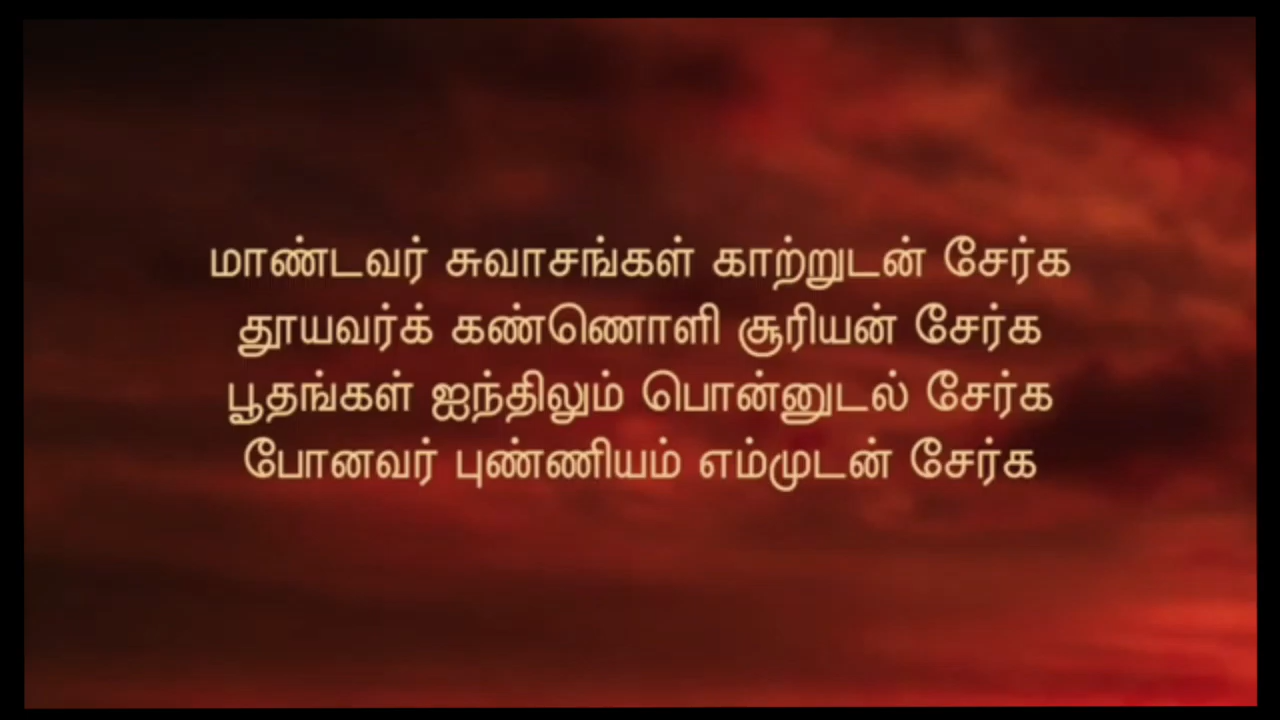 மாண்டவர் சுவாசங்கள் காற்றுடன் சேர்க
தூயவர்க் கண்ணொளி சூரியன் சேர்க
பூதங்கள் ஐந்திலும் பொன்னுடல் சேர்க
போனவர் புண்ணியம் எம்முடன் சேர்க